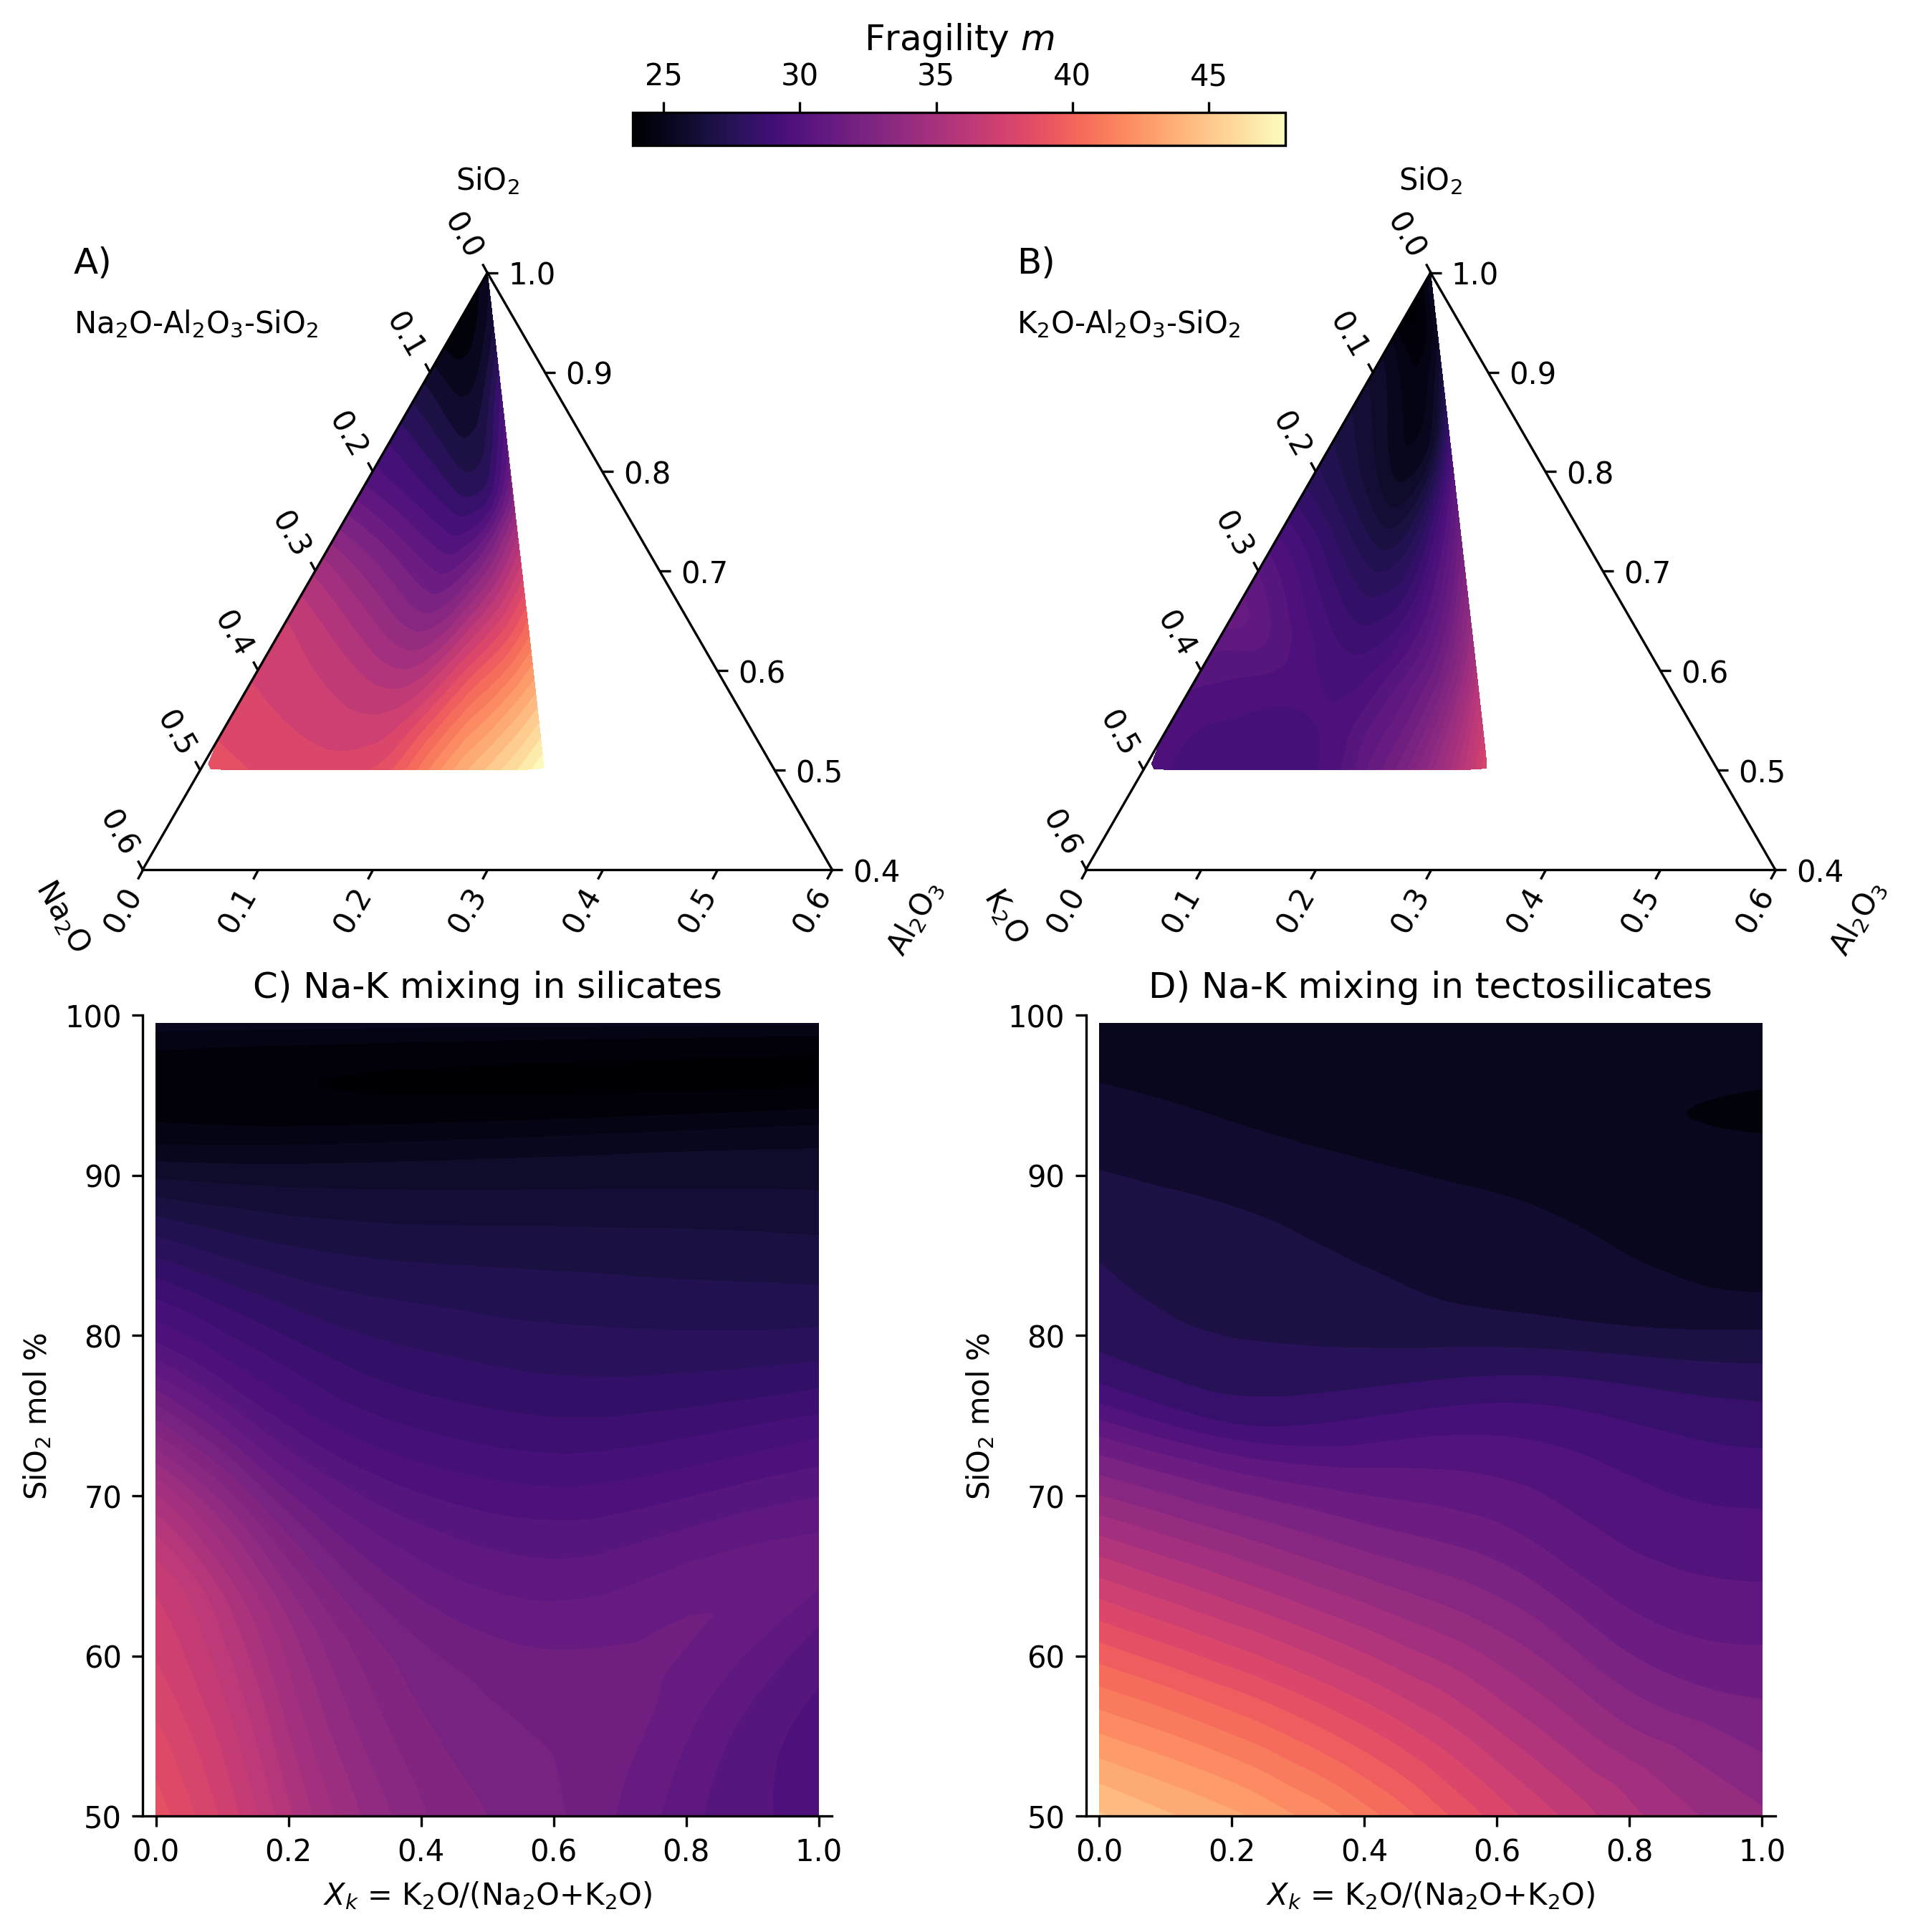 Fragility m
25 30 35 40 45
SiO₂
SiO₂
A)
Na₂O-Al₂O₃-SiO₂
0.0
0.1
0.2
0.3
0.4
0.5
0.6
1.0
0.9
0.8
0.7
0.6
0.5
0.4
Na₂O
0.0 0.1 0.2 0.3 0.4 0.5 0.6
Al₂O₃
B)
K₂O-Al₂O₃-SiO₂
0.0
0.1
0.2
0.3
0.4
0.5
0.6
1.0
0.9
0.8
0.7
0.6
0.5
0.4
K₂O
0.0 0.1 0.2 0.3 0.4 0.5 0.6
Al₂O₃
C) Na-K mixing in silicates
100
90
80
70
60
50
SiO₂ mol %
0.0 0.2 0.4 0.6 0.8 1.0
Xₖ = K₂O/(Na₂O+K₂O)
D) Na-K mixing in tectosilicates
100
90
80
70
60
50
SiO₂ mol %
0.0 0.2 0.4 0.6 0.8 1.0
Xₖ = K₂O/(Na₂O+K₂O)